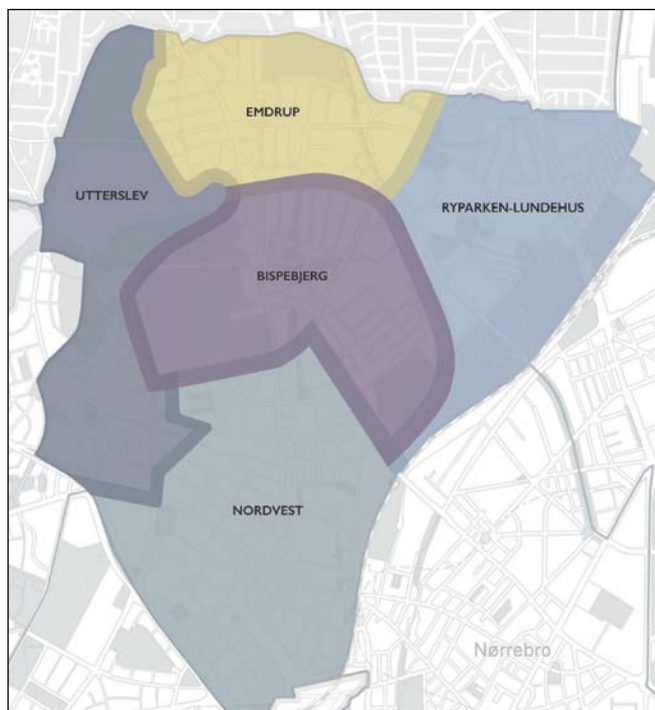 EMDRUP
UTTERSLEV
RYPARKEN-LUNDEHUS
BISPEBJERG
NORDVEST
Nørrebro